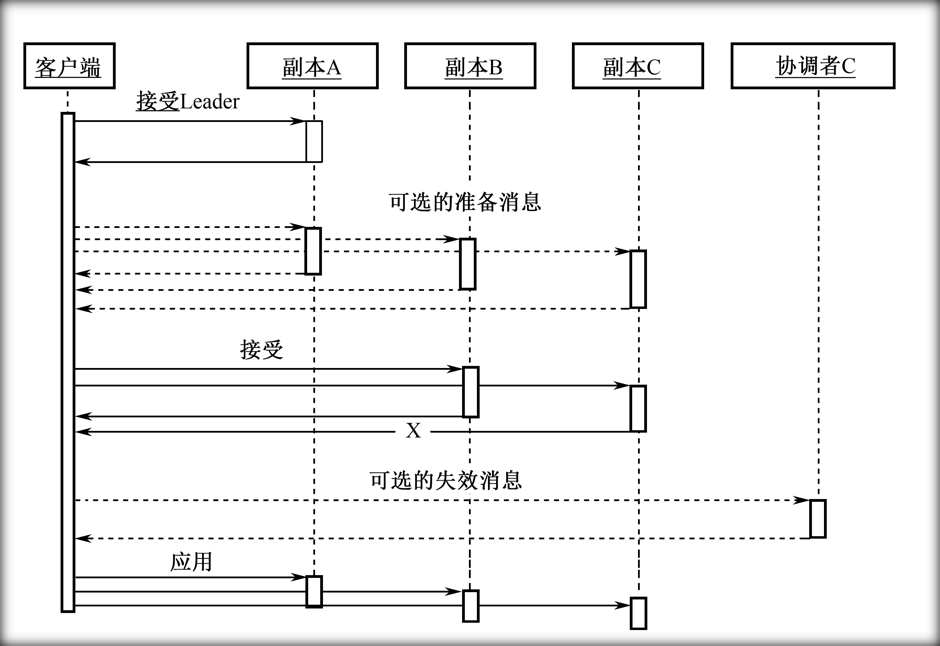 客户端
副本A
副本B
副本C
协调者C
接受Leader
可选的准备消息
接受
X
可选的失效消息
应用